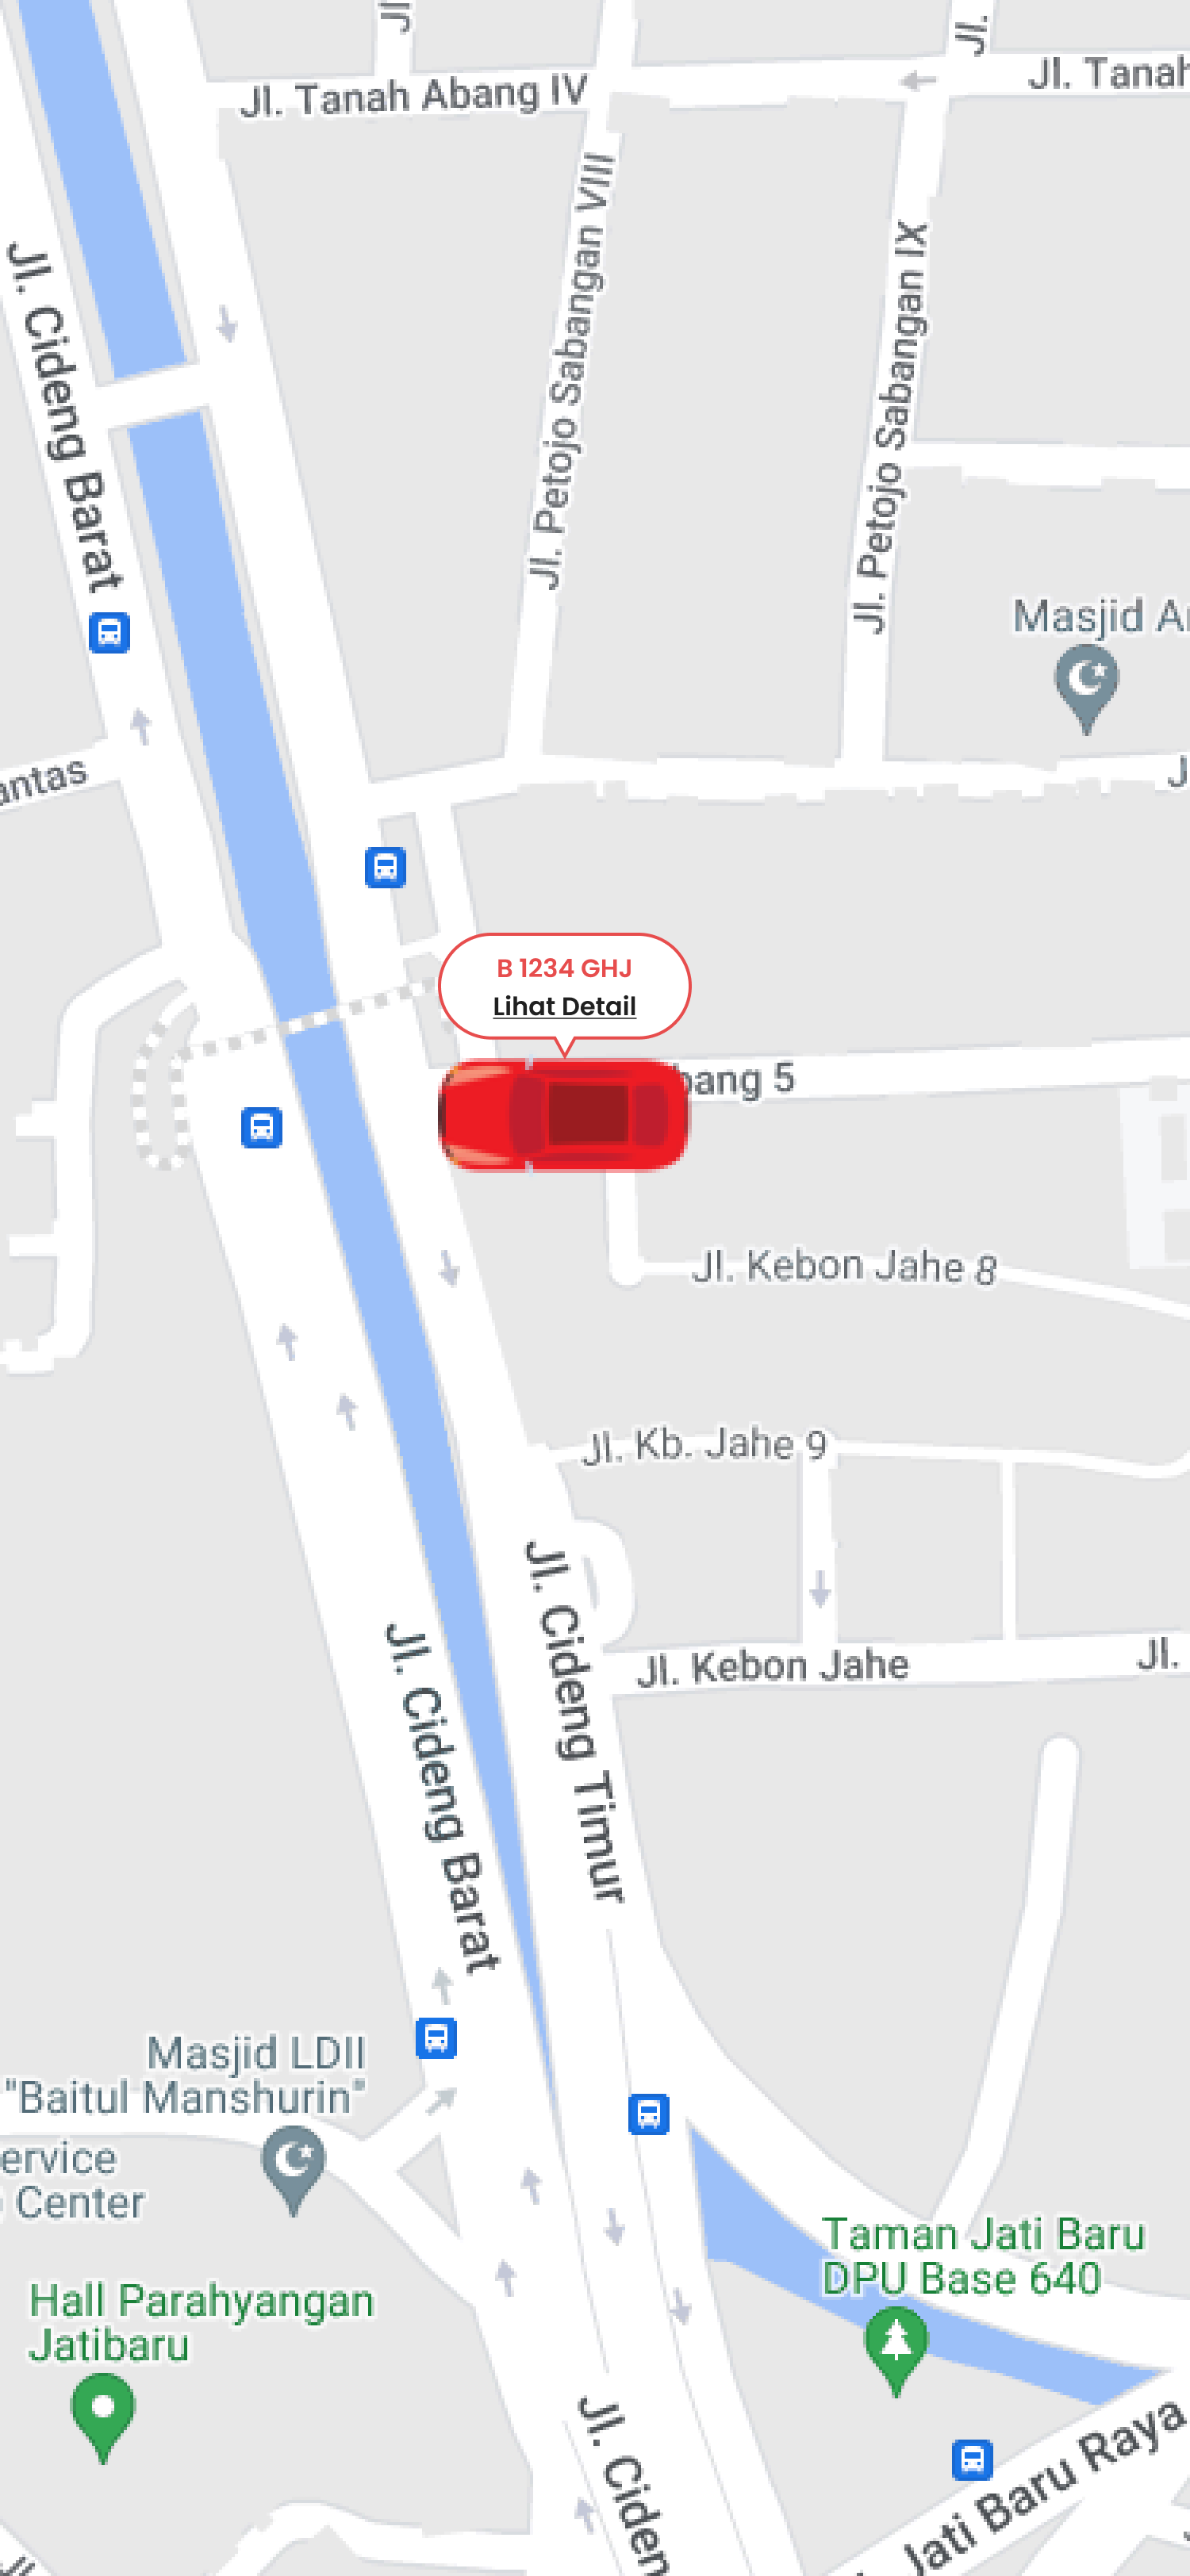 Jl.
Jl. Tanah Abang IV
Jl. Tanah
Jl. Petojo Sabangan VIII
Jl. Petojo Sabangan IX
Jl. Cideng Barat
Masjid
antas
B 1234 GHJ
Lihat Detail
bang 5
Jl. Kebon Jahe 8
Jl. Kb. Jahe 9
Jl. Kebon Jahe
Jl.
Jl. Cideng Timur
Jl. Cideng Barat
Masjid LDII
"Baitul Manshurin"
ervice
Center
Taman Jati Baru
DPU Base 640
Hall Parahyangan
Jatibaru
Jl. Ciden
Jati Baru Raya